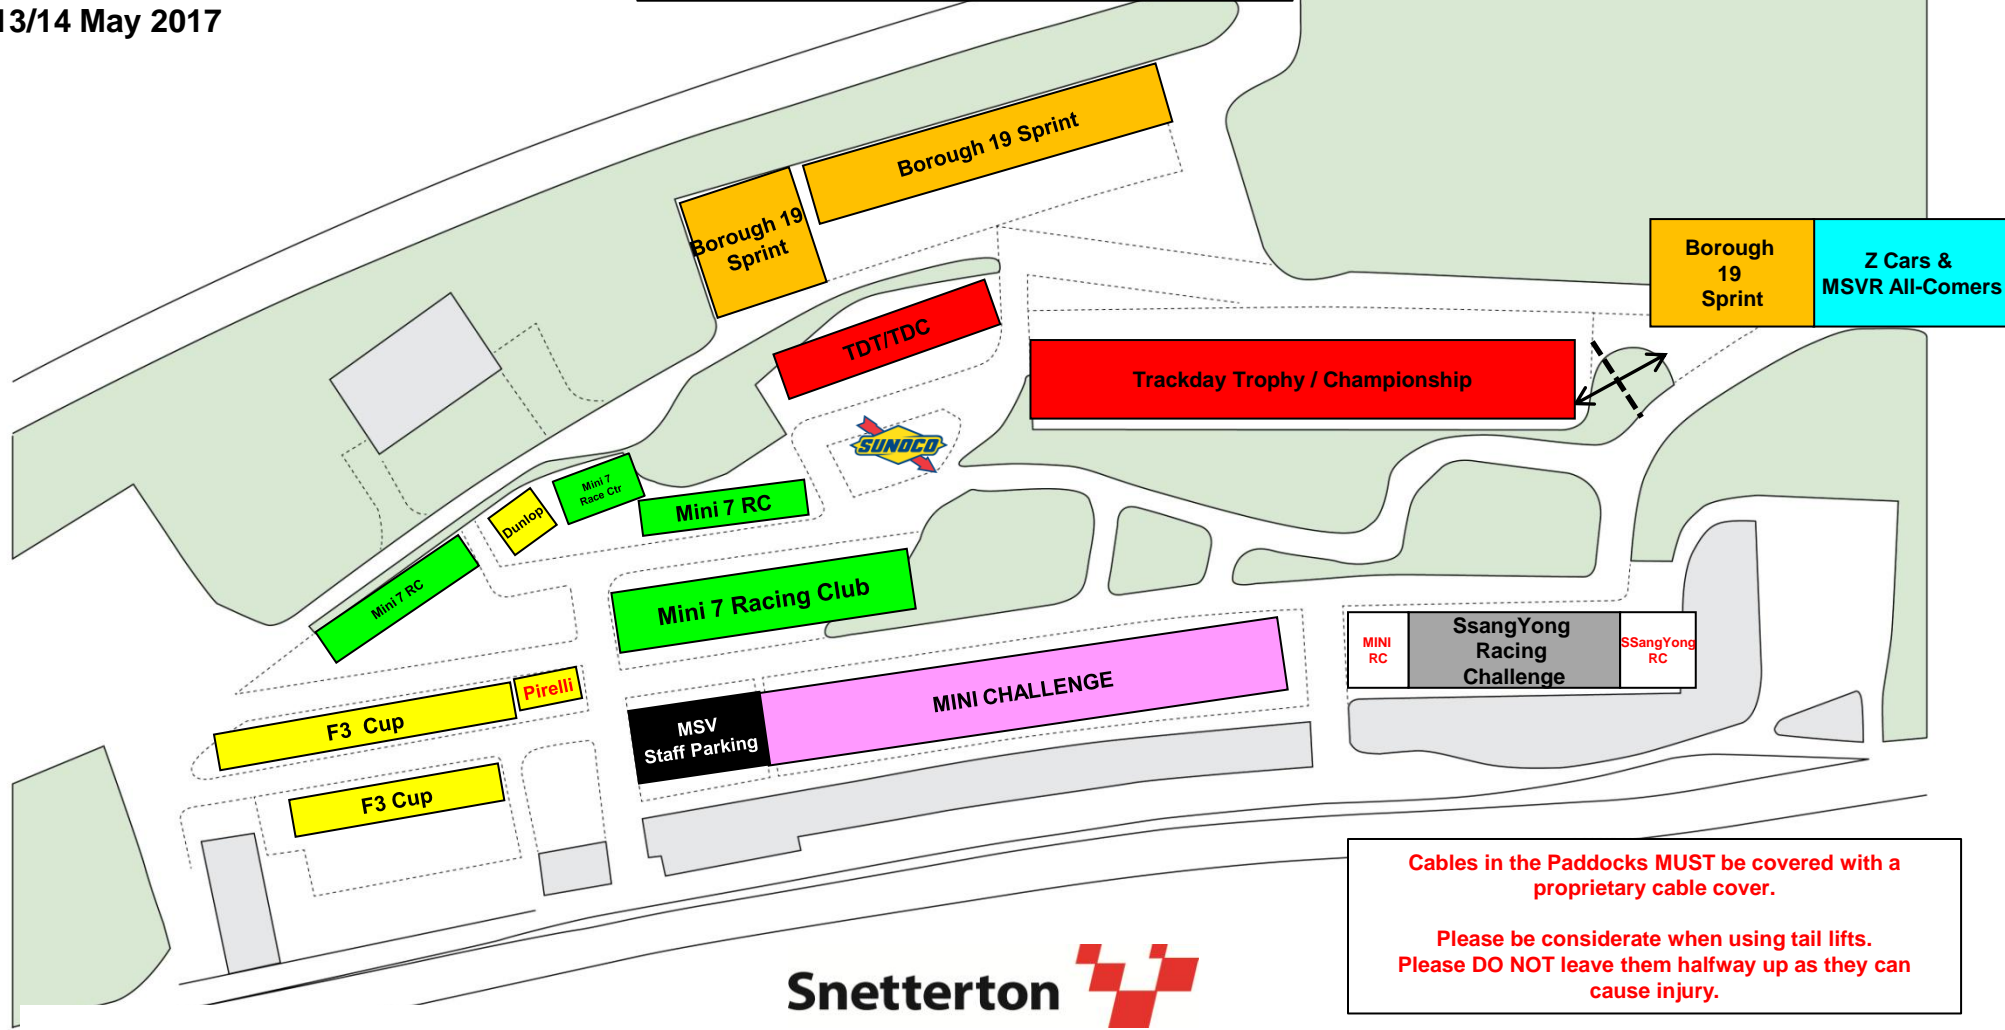 13/14 May 2017
Borough 19 Sprint
Borough 19
Sprint
Borough
19
Sprint
Z Cars &
MSVR All-Comers
TDT/TDC
Trackday Trophy / Championship
SUNOCO
Mini 7
Race Ctr
Dunlop
Mini 7 RC
Mini 7 RC
Mini 7 Racing Club
MINI
RC
SsangYong
Racing
Challenge
SSangYong
RC
Pirelli
F3 Cup
MINI CHALLENGE
MSV
Staff Parking
F3 Cup
Cables in the Paddocks MUST be covered with a
proprietary cable cover.
Please be considerate when using tail lifts.
Please DO NOT leave them halfway up as they can
cause injury.
Snetterton